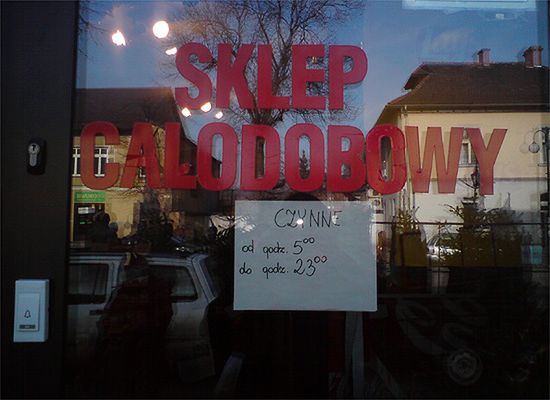 SKLEP
CAŁODOBOWY
CZYNNE
od godz. 5⁰⁰
do godz. 23⁰⁰